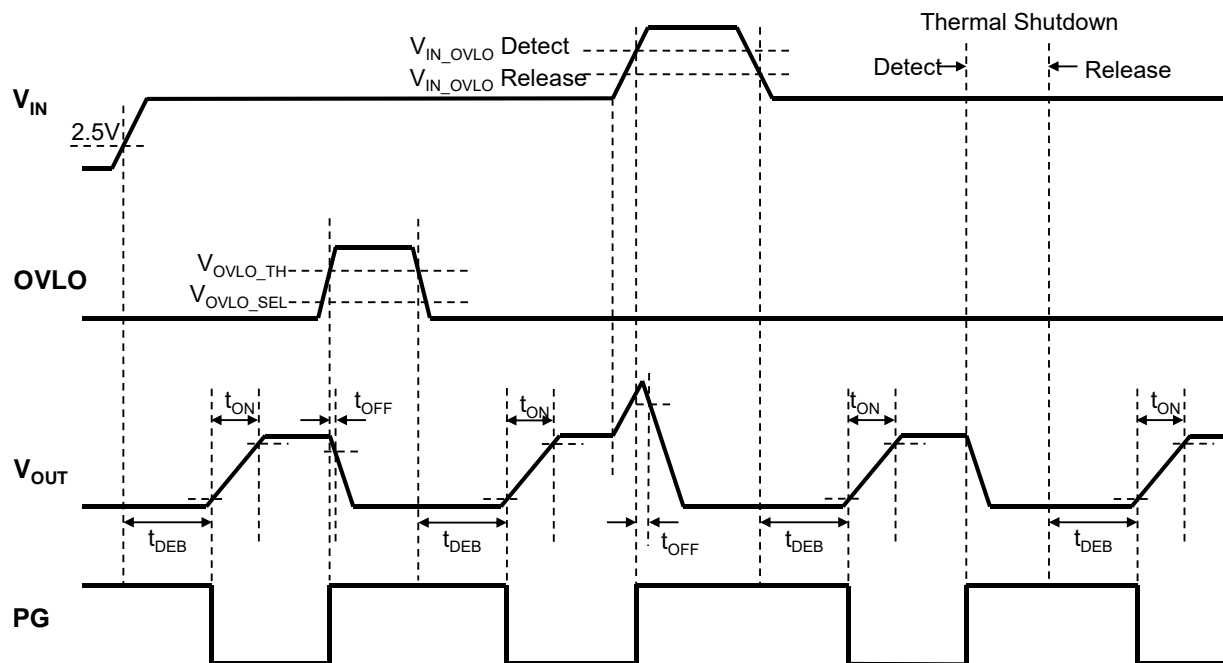 Thermal Shutdown
V_IN_OVLO Detect
V_IN_OVLO Release
Detect
Release
V_IN
2.5V
OVLO
V_OVLO_TH
V_OVLO_SEL
t_ON
t_OFF
t_ON
t_ON
t_ON
V_OUT
t_DEB
t_DEB
t_OFF
t_DEB
t_DEB
PG